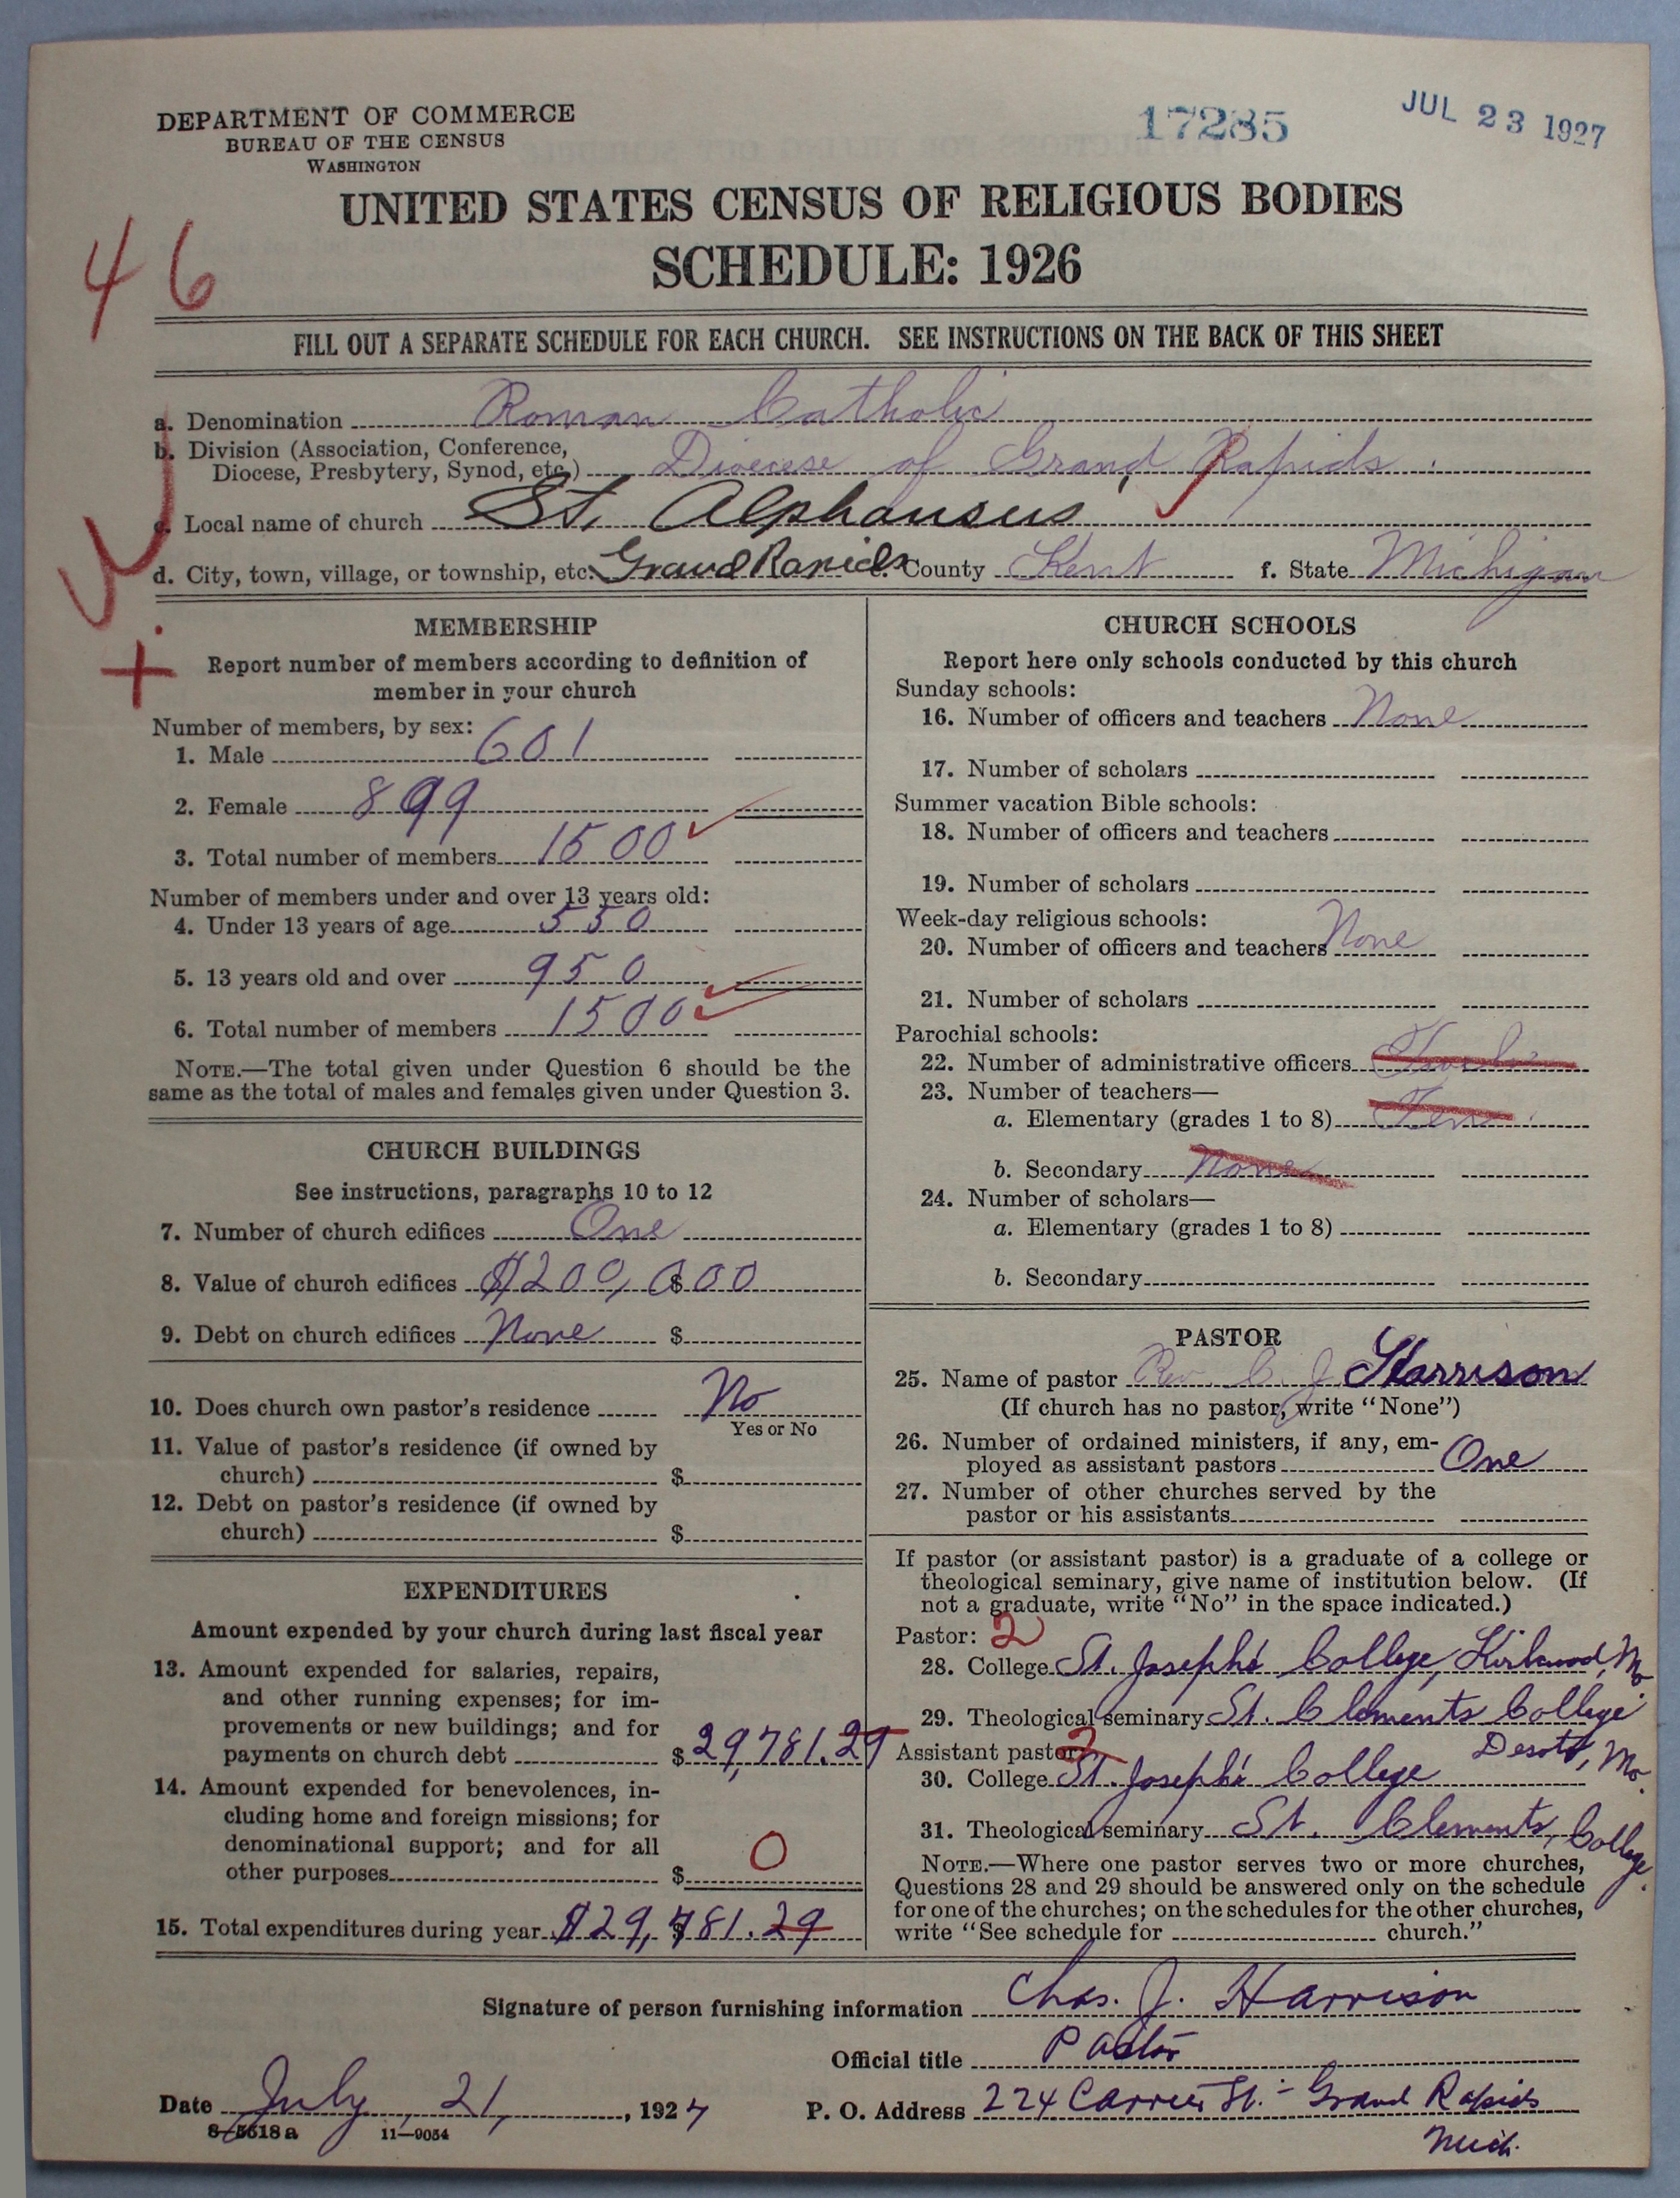 DEPARTMENT OF COMMERCE
BUREAU OF THE CENSUS
WASHINGTON
17285
JUL 23 1927
UNITED STATES CENSUS OF RELIGIOUS BODIES
SCHEDULE: 1926
46
FILL OUT A SEPARATE SCHEDULE FOR EACH CHURCH. SEE INSTRUCTIONS ON THE BACK OF THIS SHEET
a. Denomination Roman Catholic
b. Division (Association, Conference,
Diocese, Presbytery, Synod, etc.) Diocese of Grand Rapids.
c. Local name of church St. Alphonsus
d. City, town, village, or township, etc. Grand Rapids e. County Kent f. State Michigan
MEMBERSHIP
Report number of members according to definition of
member in your church
Number of members, by sex:
1. Male 601
2. Female 899
3. Total number of members 1500
Number of members under and over 13 years old:
4. Under 13 years of age 550
5. 13 years old and over 950
6. Total number of members 1500
NOTE.—The total given under Question 6 should be the
same as the total of males and females given under Question 3.
CHURCH BUILDINGS
See instructions, paragraphs 10 to 12
7. Number of church edifices One
8. Value of church edifices $200,000
9. Debt on church edifices None $
10. Does church own pastor's residence No
Yes or No
11. Value of pastor's residence (if owned by
church) $
12. Debt on pastor's residence (if owned by
church) $
EXPENDITURES
Amount expended by your church during last fiscal year
13. Amount expended for salaries, repairs,
and other running expenses; for im-
provements or new buildings; and for
payments on church debt $29,781.29
14. Amount expended for benevolences, in-
cluding home and foreign missions; for
denominational support; and for all
other purposes $ 0
15. Total expenditures during year $29,781.29
CHURCH SCHOOLS
Report here only schools conducted by this church
Sunday schools:
16. Number of officers and teachers None
17. Number of scholars
Summer vacation Bible schools:
18. Number of officers and teachers
19. Number of scholars
Week-day religious schools:
20. Number of officers and teachers None
21. Number of scholars
Parochial schools:
22. Number of administrative officers
23. Number of teachers—
a. Elementary (grades 1 to 8) Ten
b. Secondary None
24. Number of scholars—
a. Elementary (grades 1 to 8)
b. Secondary
PASTOR
25. Name of pastor Rev. C. J. Harrison
(If church has no pastor, write "None")
26. Number of ordained ministers, if any, em-
ployed as assistant pastors One
27. Number of other churches served by the
pastor or his assistants
If pastor (or assistant pastor) is a graduate of a college or
theological seminary, give name of institution below. (If
not a graduate, write "No" in the space indicated.)
Pastor: 2
28. College St. Joseph's College, Kirkwood, Mo
29. Theological seminary St. Clements College
Desoto, Mo.
Assistant pastor: 2
30. College St. Joseph's College
31. Theological seminary St. Clements College.
NOTE.—Where one pastor serves two or more churches,
Questions 28 and 29 should be answered only on the schedule
for one of the churches; on the schedules for the other churches,
write "See schedule for church."
Signature of person furnishing information Chas. J. Harrison
Official title Pastor
Date July, 21, 1927 P. O. Address 224 Carrier St. - Grand Rapids
Mich.
8-5618 a 11—9054